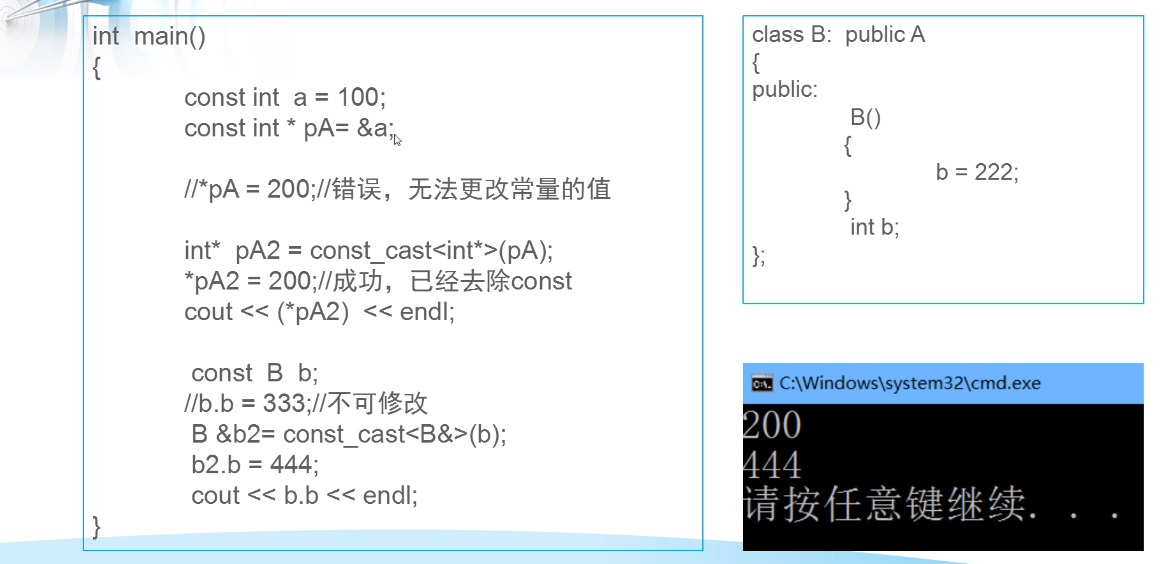 int  main()
{
const int  a = 100;
const int * pA= &a;
//*pA = 200;//错误，无法更改常量的值
int*  pA2 = const_cast<int*>(pA);
*pA2 = 200;//成功，已经去除const
cout << (*pA2)  << endl;
const  B  b;
//b.b = 333;//不可修改
B &b2= const_cast<B&>(b);
b2.b = 444;
cout << b.b << endl;
}
class B:  public A
{
public:
B()
{
b = 222;
}
int b;
};
C:\Windows\system32\cmd.exe
200
444
请按任意键继续. . .